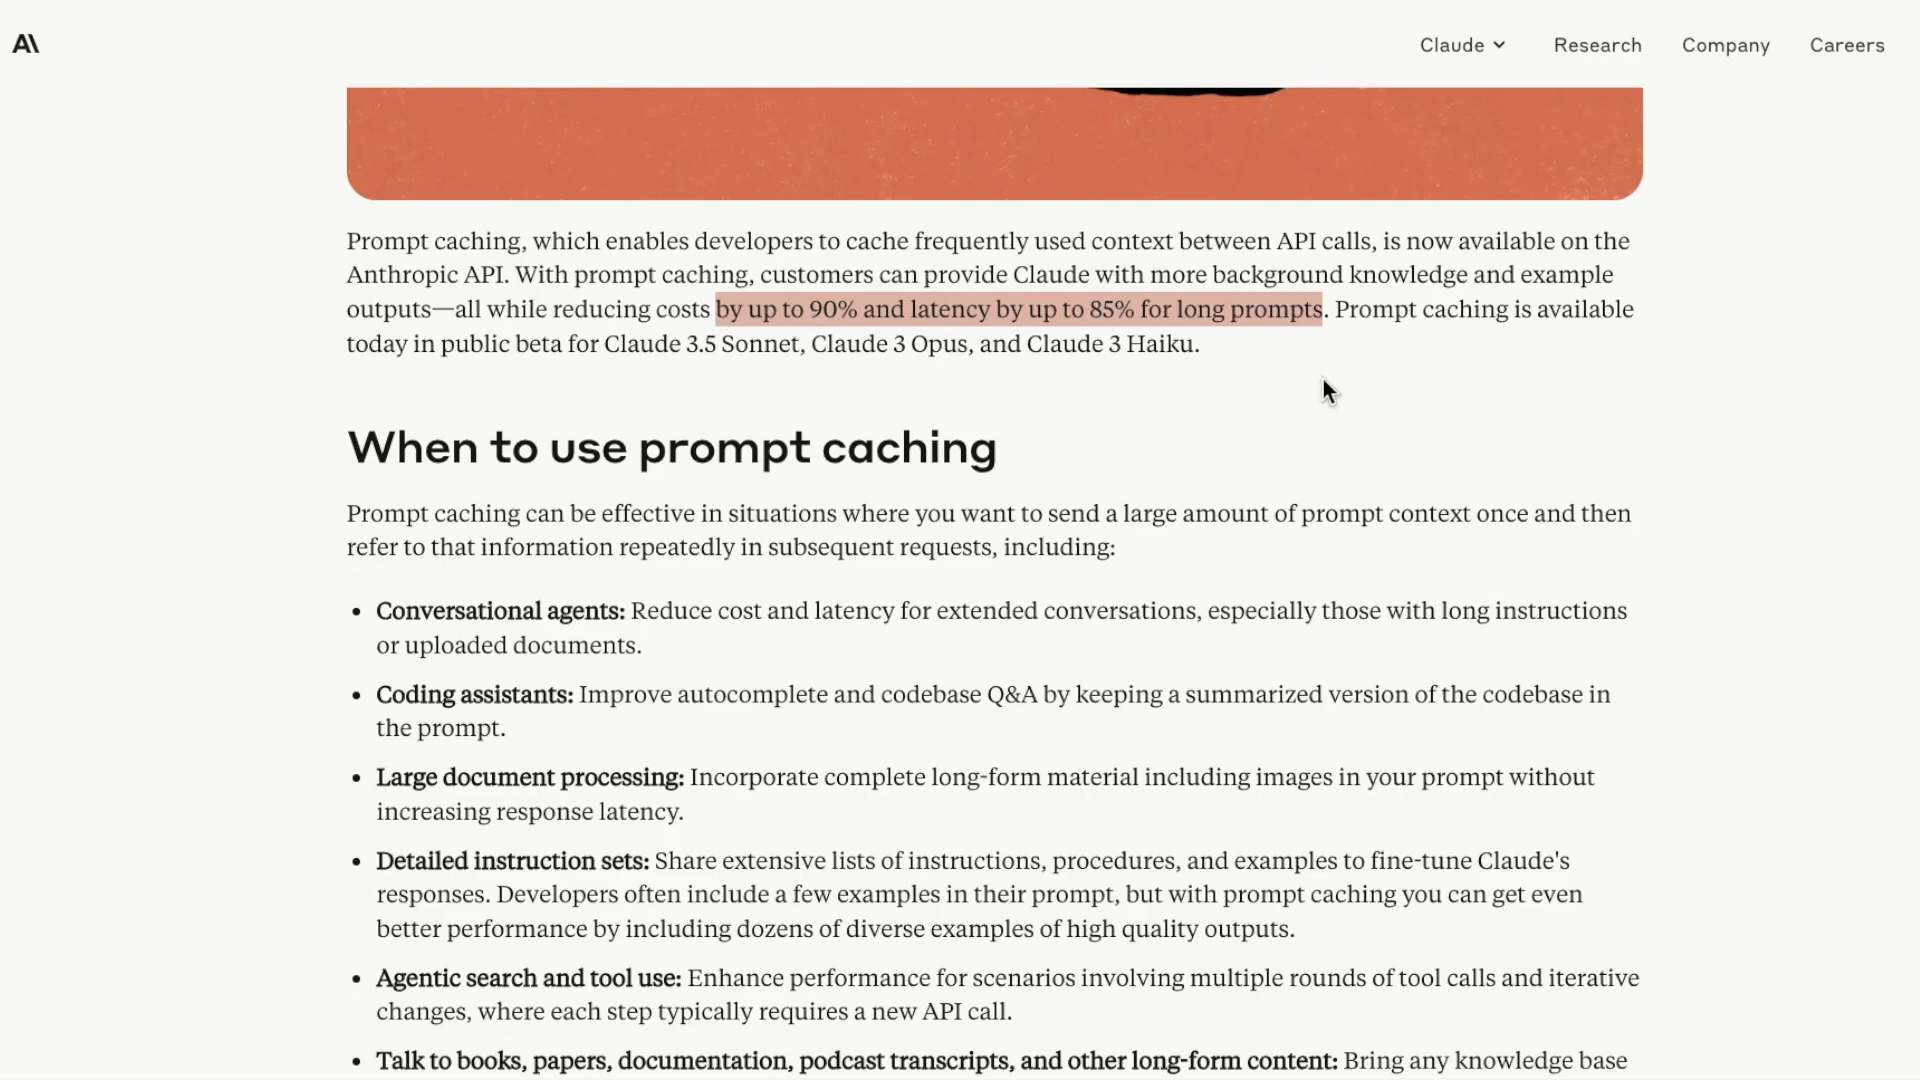 A\
Claude Research Company Careers
Prompt caching, which enables developers to cache frequently used context between API calls, is now available on the
Anthropic API. With prompt caching, customers can provide Claude with more background knowledge and example
outputs—all while reducing costs by up to 90% and latency by up to 85% for long prompts. Prompt caching is available
today in public beta for Claude 3.5 Sonnet, Claude 3 Opus, and Claude 3 Haiku.
When to use prompt caching
Prompt caching can be effective in situations where you want to send a large amount of prompt context once and then
refer to that information repeatedly in subsequent requests, including:
• Conversational agents: Reduce cost and latency for extended conversations, especially those with long instructions
or uploaded documents.
• Coding assistants: Improve autocomplete and codebase Q&A by keeping a summarized version of the codebase in
the prompt.
• Large document processing: Incorporate complete long-form material including images in your prompt without
increasing response latency.
• Detailed instruction sets: Share extensive lists of instructions, procedures, and examples to fine-tune Claude's
responses. Developers often include a few examples in their prompt, but with prompt caching you can get even
better performance by including dozens of diverse examples of high quality outputs.
• Agentic search and tool use: Enhance performance for scenarios involving multiple rounds of tool calls and iterative
changes, where each step typically requires a new API call.
• Talk to books, papers, documentation, podcast transcripts, and other long-form content: Bring any knowledge base